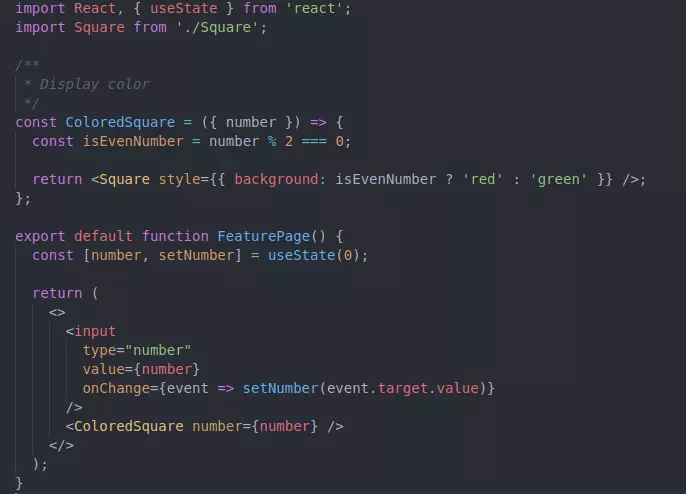 import React, { useState } from 'react';
import Square from './Square';

/**
 * Display color
 */
const ColoredSquare = ({ number }) => {
  const isEvenNumber = number % 2 === 0;

  return <Square style={{ background: isEvenNumber ? 'red' : 'green' }} />;
};

export default function FeaturePage() {
  const [number, setNumber] = useState(0);

  return (
    <>
      <input
        type="number"
        value={number}
        onChange={event => setNumber(event.target.value)}
      />
      <ColoredSquare number={number} />
    </>
  );
}